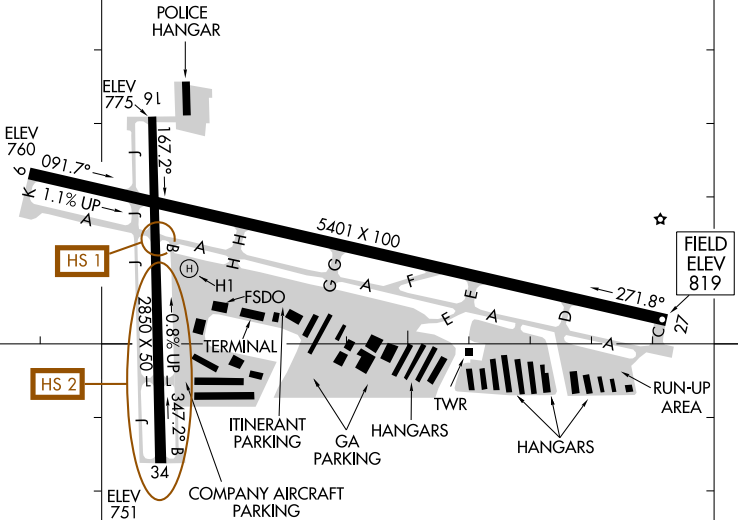 POLICE
HANGAR
ELEV
775
16
ELEV
760
167.2°
9
091.7°
J
K
1.1% UP
J
A
5401 X 100
HS 1
B
A
H
H
H
H1
J
G
G
A
F
E
E
A
D
A
C
271.8°
27
FIELD
ELEV
819
2850 X 50
0.8% UP
FSDO
TERMINAL
HS 2
J
347.2°
B
ITINERANT
PARKING
GA
PARKING
HANGARS
TWR
HANGARS
RUN-UP
AREA
34
ELEV
751
COMPANY AIRCRAFT
PARKING